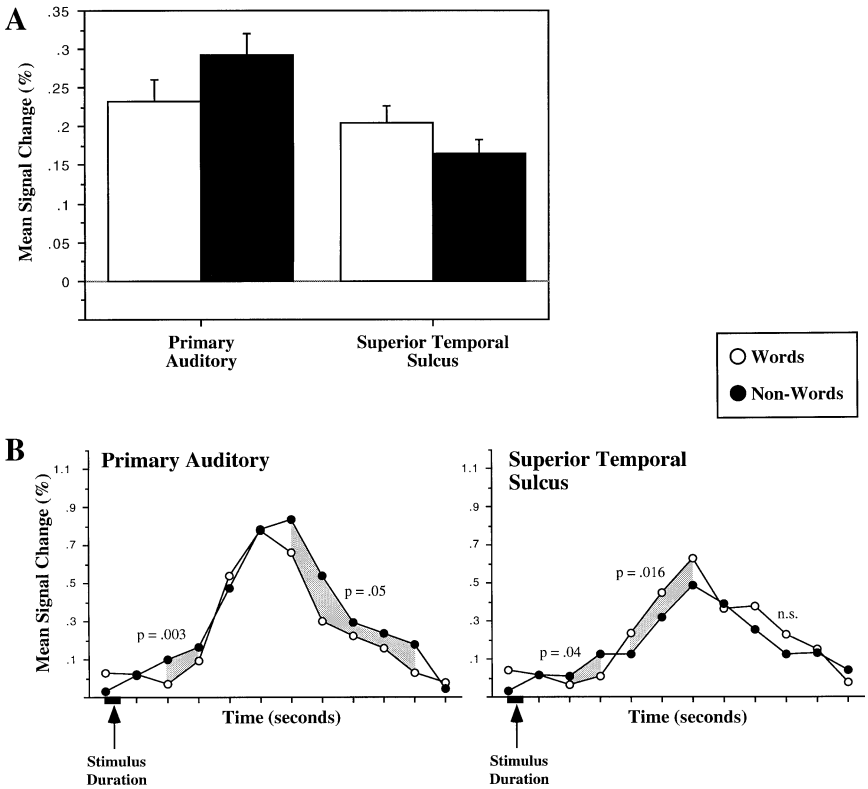 A
Mean Signal Change (%)
.35
.3
.25
.2
.15
.1
.05
0
Primary
Auditory
Superior Temporal
Sulcus
Words
Non-Words
B
Primary Auditory
Mean Signal Change (%)
1.1
.9
.7
.5
.3
.1
p = .003
p = .05
Time (seconds)
Stimulus
Duration
Superior Temporal
Sulcus
1.1
.9
.7
.5
.3
.1
p = .04
p = .016
n.s.
Time (seconds)
Stimulus
Duration